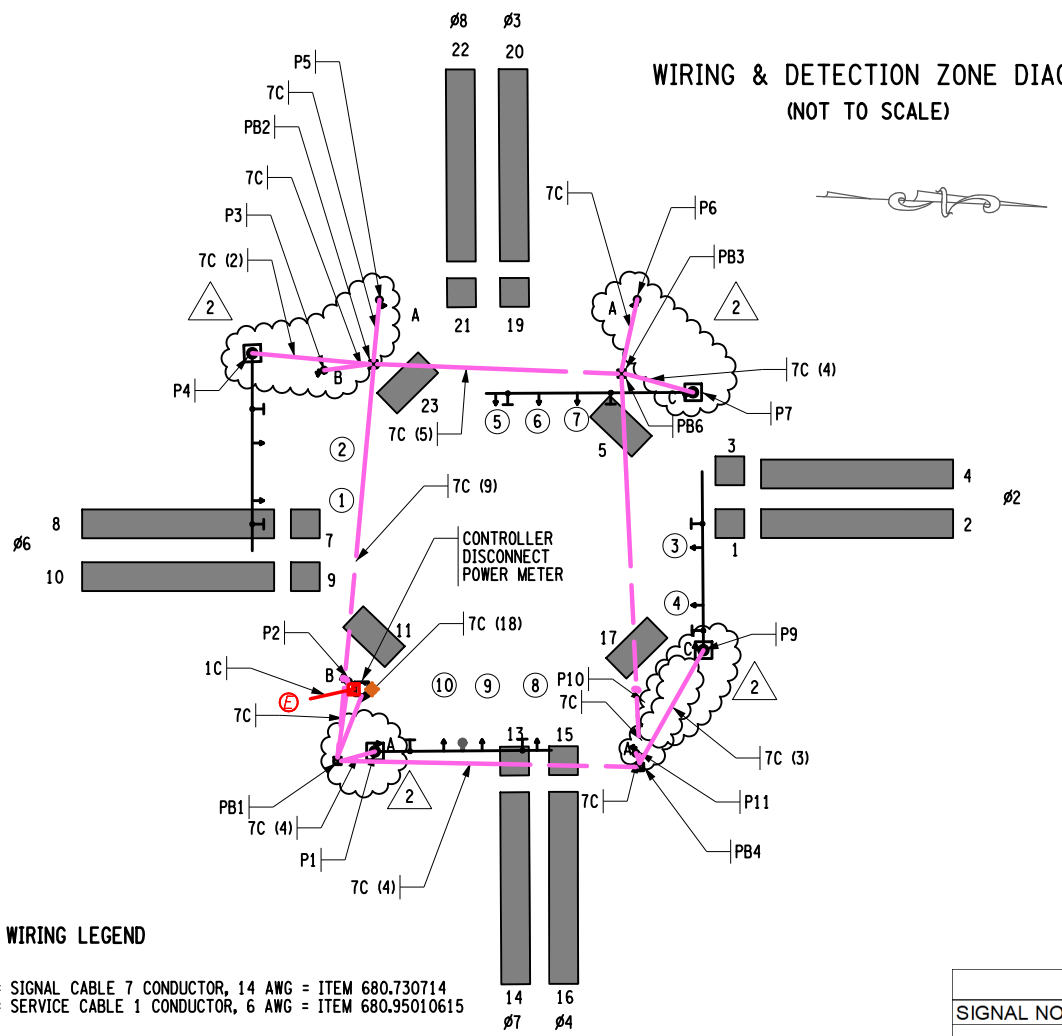 Ø8 Ø3
22 20
WIRING & DETECTION ZONE DIAG
(NOT TO SCALE)
P5
7C
PB2
7C
P3
7C (2)
2
7C
P6
PB3
A
A
21 19
2
B
P4
23
7C (5)
7C (4)
C
P7
PB6
5 6 7
5
2
1
7C (9)
3
4
Ø2
1
2
3
4
8
Ø6
7
10
9
CONTROLLER
DISCONNECT
POWER METER
11
7C (18)
P2
B
1C
E
7C
10 9 8
17
P10
7C
C
P9
2
A
13 15
A
7C (3)
PB1
7C (4)
2
P1
7C (4)
7C
P11
PB4
WIRING LEGEND
= SIGNAL CABLE 7 CONDUCTOR, 14 AWG = ITEM 680.730714
= SERVICE CABLE 1 CONDUCTOR, 6 AWG = ITEM 680.95010615
14 16
Ø7 Ø4
SIGNAL NO